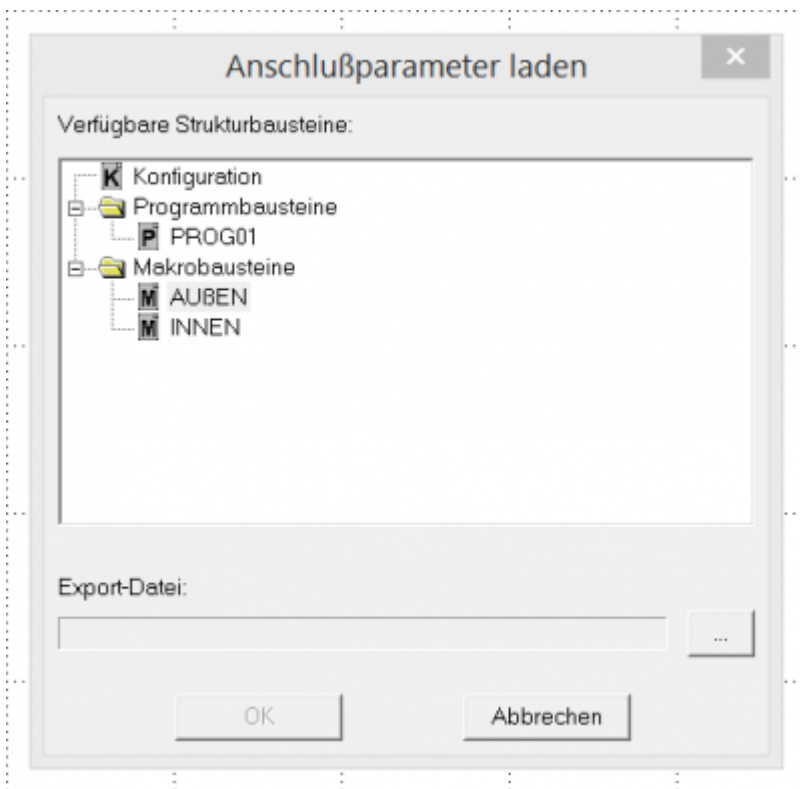 Anschlußparameter laden
Verfügbare Strukturbausteine:
K Konfiguration
Programmbausteine
P PROG01
Makrobausteine
M AUßEN
M INNEN
Export-Datei:
...
OK
Abbrechen